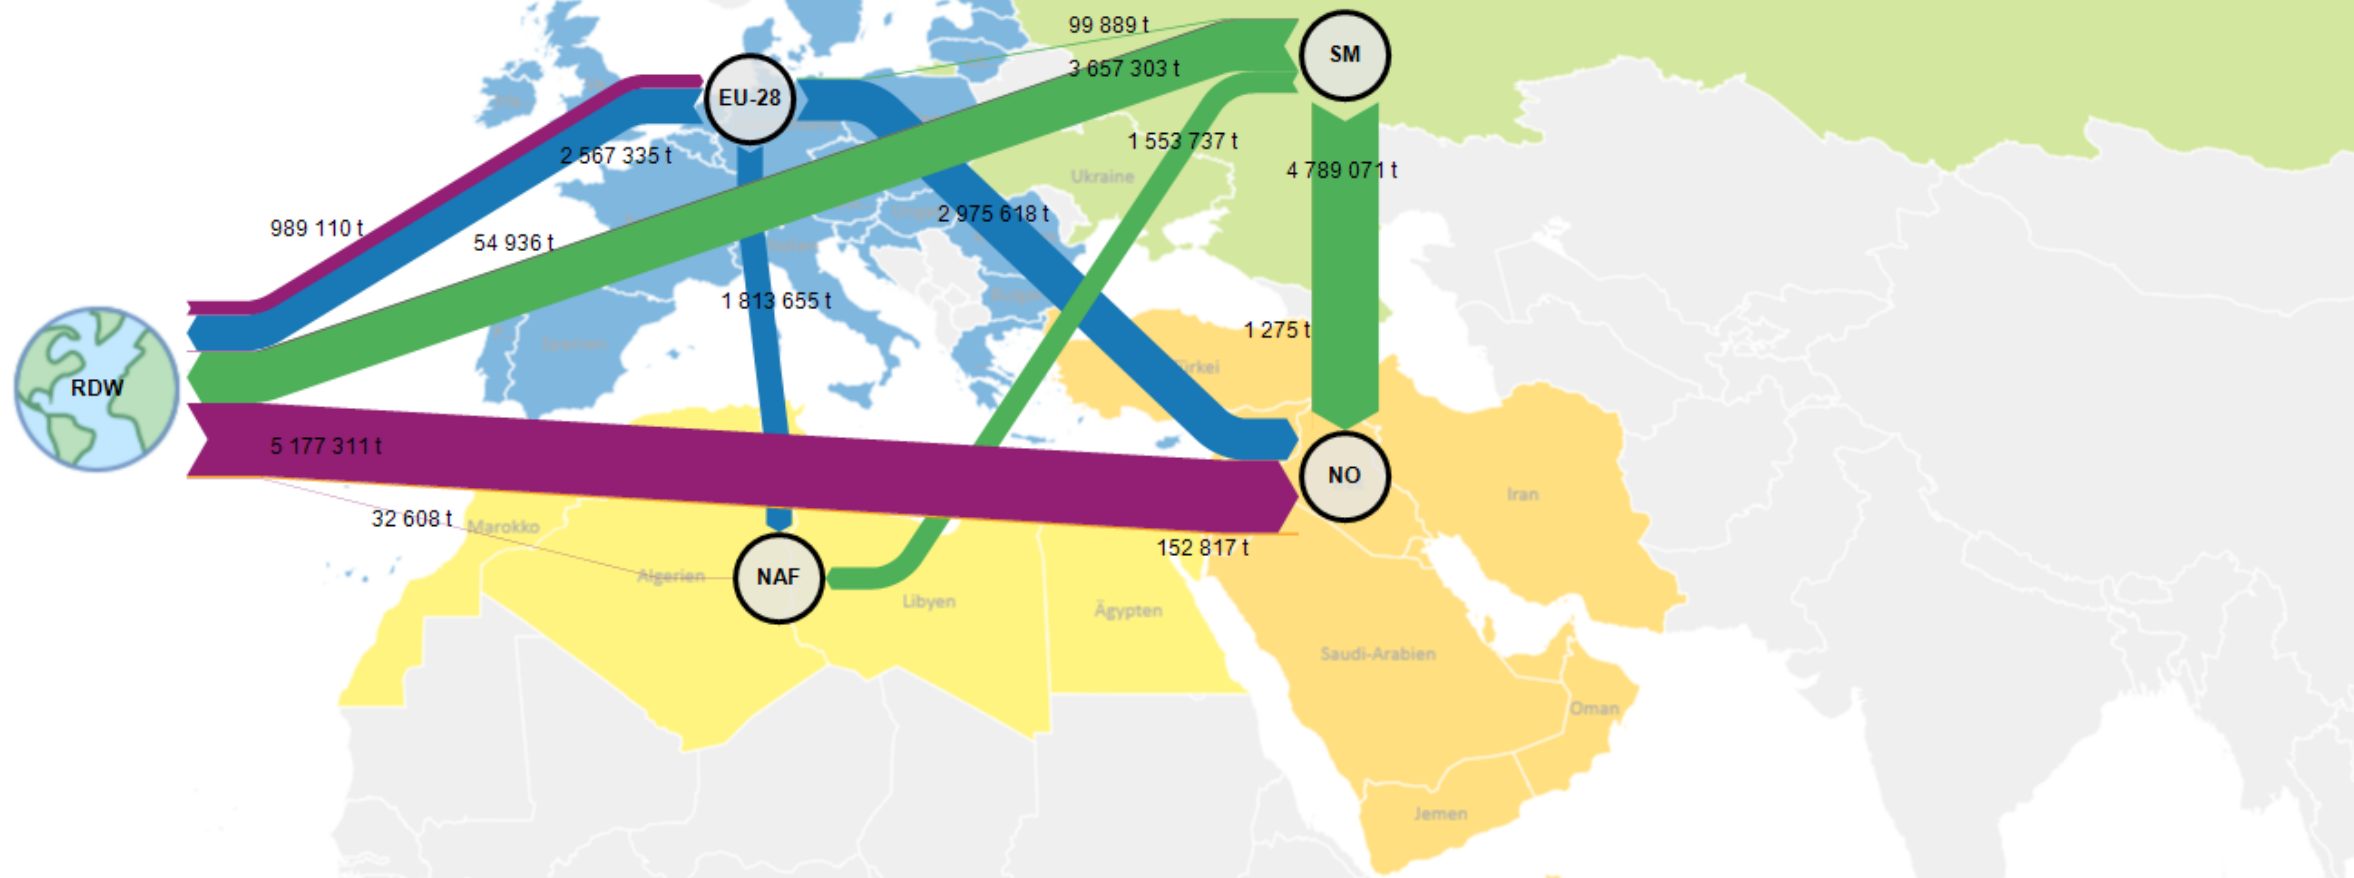 99 889 t
SM
3 657 303 t
EU-28
1 553 737 t
2 567 335 t
4 789 071 t
Ukraine
2 975 618 t
989 110 t
54 936 t
1 813 655 t
1 275 t
Spanien
ürkei
RDW
5 177 311 t
NO
Iran
32 608 t
Marokko
152 817 t
Algerien
NAF
Libyen
Ägypten
Saudi-Arabien
Oman
Jemen